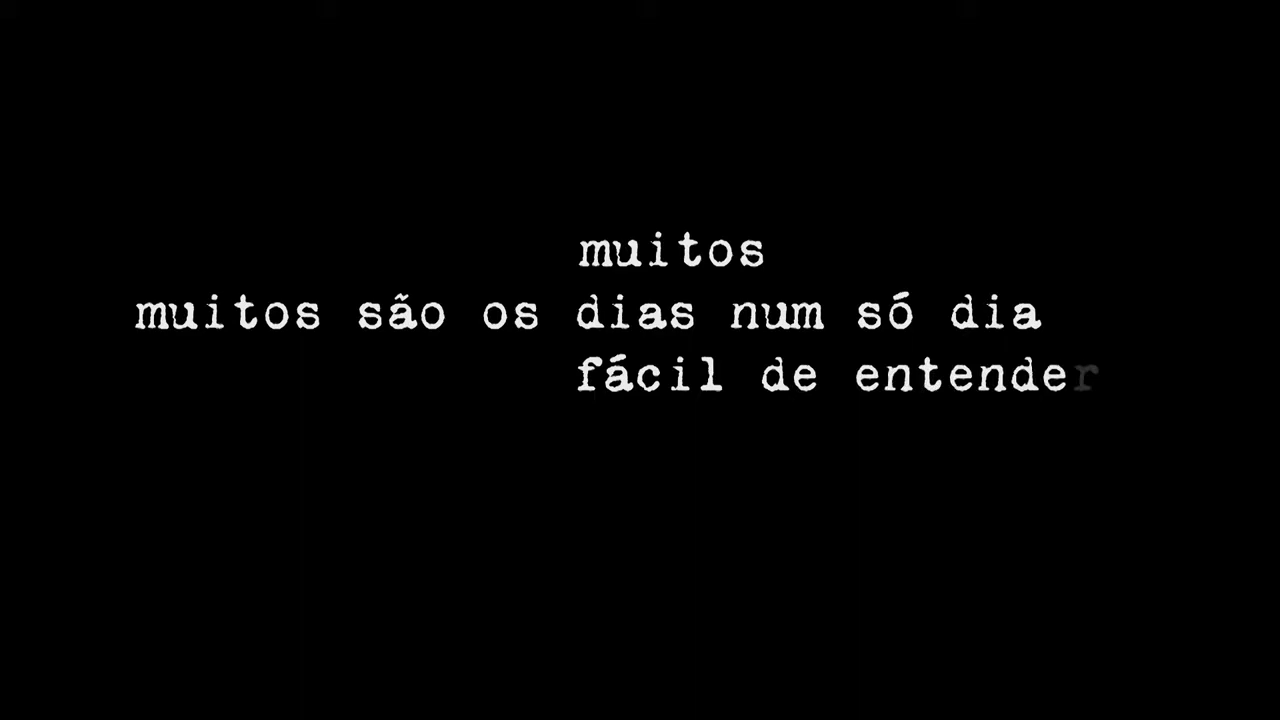 muitos
muitos são os dias num só dia
fácil de entender